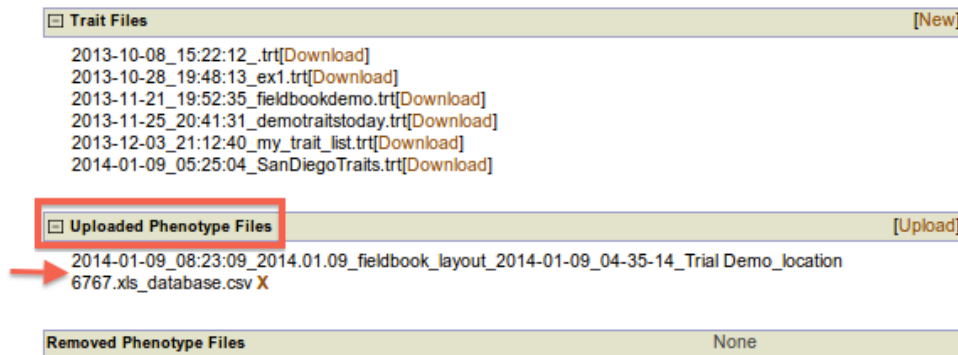 Trait Files [New]
2013-10-08_15:22:12_.trt[Download]
2013-10-28_19:48:13_ex1.trt[Download]
2013-11-21_19:52:35_fieldbookdemo.trt[Download]
2013-11-25_20:41:31_demotraitstoday.trt[Download]
2013-12-03_21:12:40_my_trait_list.trt[Download]
2014-01-09_05:25:04_SanDiegoTraits.trt[Download]
Uploaded Phenotype Files [Upload]
2014-01-09_08:23:09_2014.01.09_fieldbook_layout_2014-01-09_04-35-14_Trial Demo_location
6767.xls_database.csv X
Removed Phenotype Files None